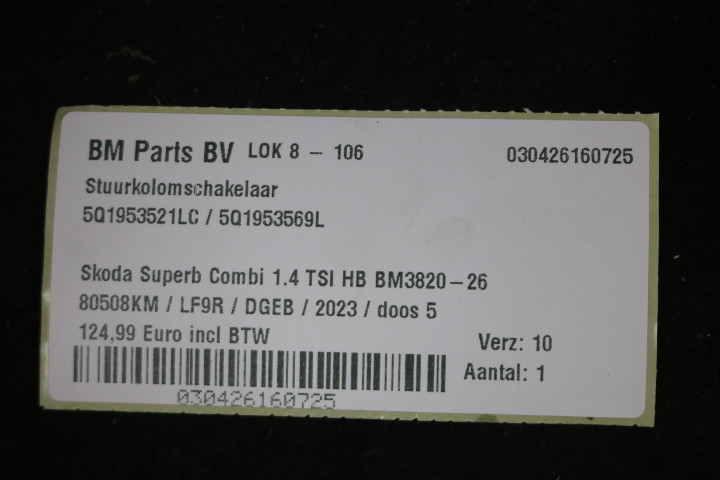 BM Parts BV LOK 8 - 106 030426160725
Stuurkolomschakelaar
5Q1953521LC / 5Q1953569L
Skoda Superb Combi 1.4 TSI HB BM3820-26
80508KM / LF9R / DGEB / 2023 / doos 5
124,99 Euro incl BTW Verz: 10
Aantal: 1
030426160725